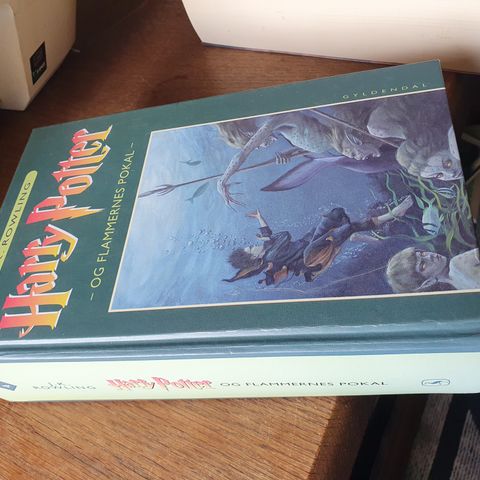 ROWLING
Harry Potter
– OG FLAMMERNES POKAL –
GYLDENDAL
J.K.
ROWLING
Harry Potter
OG FLAMMERNES POKAL